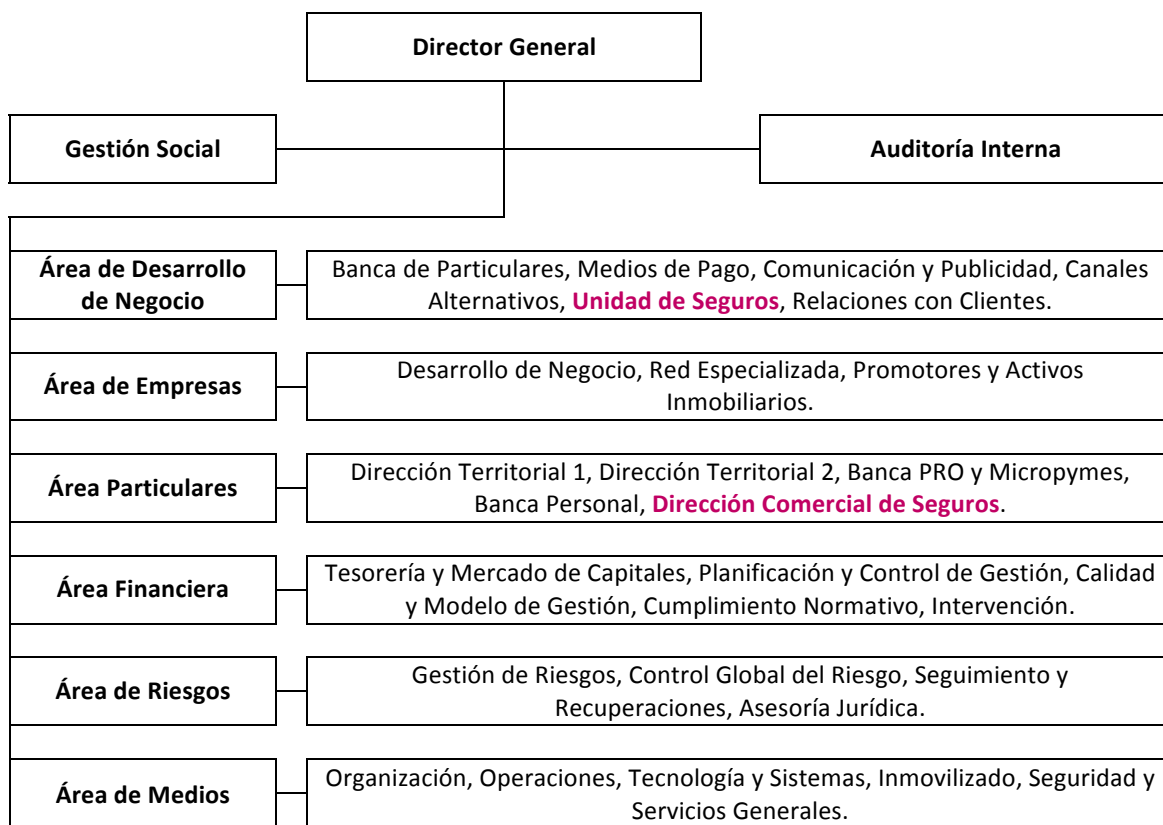 Director General
Gestión Social
Auditoría Interna
Área de Desarrollo
de Negocio
Banca de Particulares, Medios de Pago, Comunicación y Publicidad, Canales
Alternativos, Unidad de Seguros, Relaciones con Clientes.
Área de Empresas
Desarrollo de Negocio, Red Especializada, Promotores y Activos
Inmobiliarios.
Área Particulares
Dirección Territorial 1, Dirección Territorial 2, Banca PRO y Micropymes,
Banca Personal, Dirección Comercial de Seguros.
Área Financiera
Tesorería y Mercado de Capitales, Planificación y Control de Gestión, Calidad
y Modelo de Gestión, Cumplimiento Normativo, Intervención.
Área de Riesgos
Gestión de Riesgos, Control Global del Riesgo, Seguimiento y
Recuperaciones, Asesoría Jurídica.
Área de Medios
Organización, Operaciones, Tecnología y Sistemas, Inmovilizado, Seguridad y
Servicios Generales.